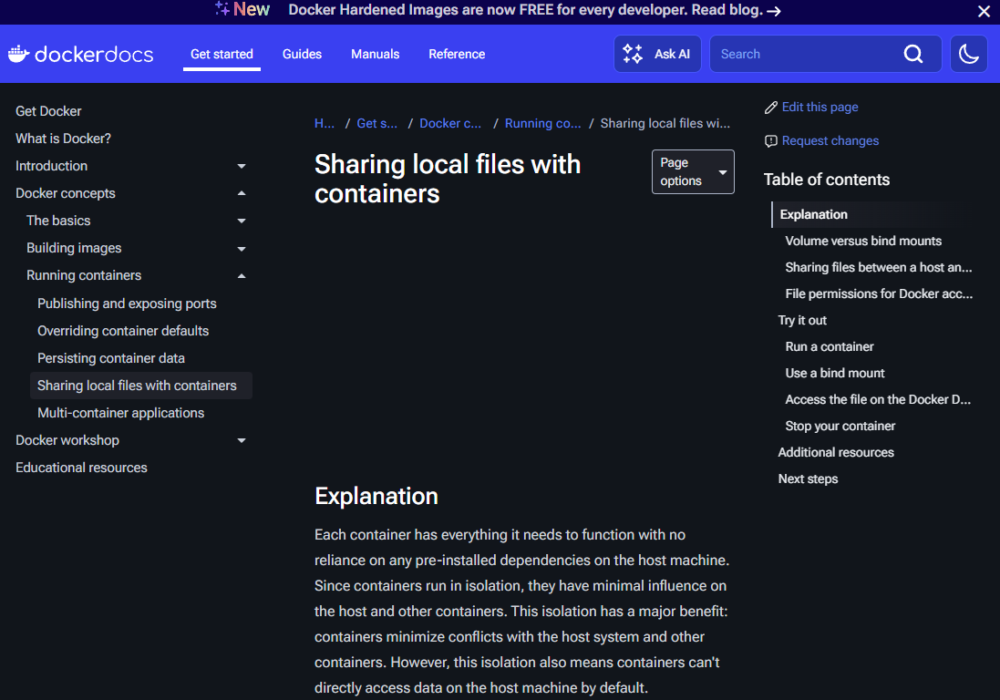 New Docker Hardened Images are now FREE for every developer. Read blog.
dockerdocs Get started Guides Manuals Reference Ask AI Search
Get Docker
What is Docker?
Introduction
Docker concepts
The basics
Building images
Running containers
Publishing and exposing ports
Overriding container defaults
Persisting container data
Sharing local files with containers
Multi-container applications
Docker workshop
Educational resources
H... / Get s... / Docker c... / Running co... / Sharing local files wi...
Sharing local files with
containers
Page
options
Explanation
Each container has everything it needs to function with no
reliance on any pre-installed dependencies on the host machine.
Since containers run in isolation, they have minimal influence on
the host and other containers. This isolation has a major benefit:
containers minimize conflicts with the host system and other
containers. However, this isolation also means containers can't
directly access data on the host machine by default.
Edit this page
Request changes
Table of contents
Explanation
Volume versus bind mounts
Sharing files between a host an...
File permissions for Docker acc...
Try it out
Run a container
Use a bind mount
Access the file on the Docker D...
Stop your container
Additional resources
Next steps